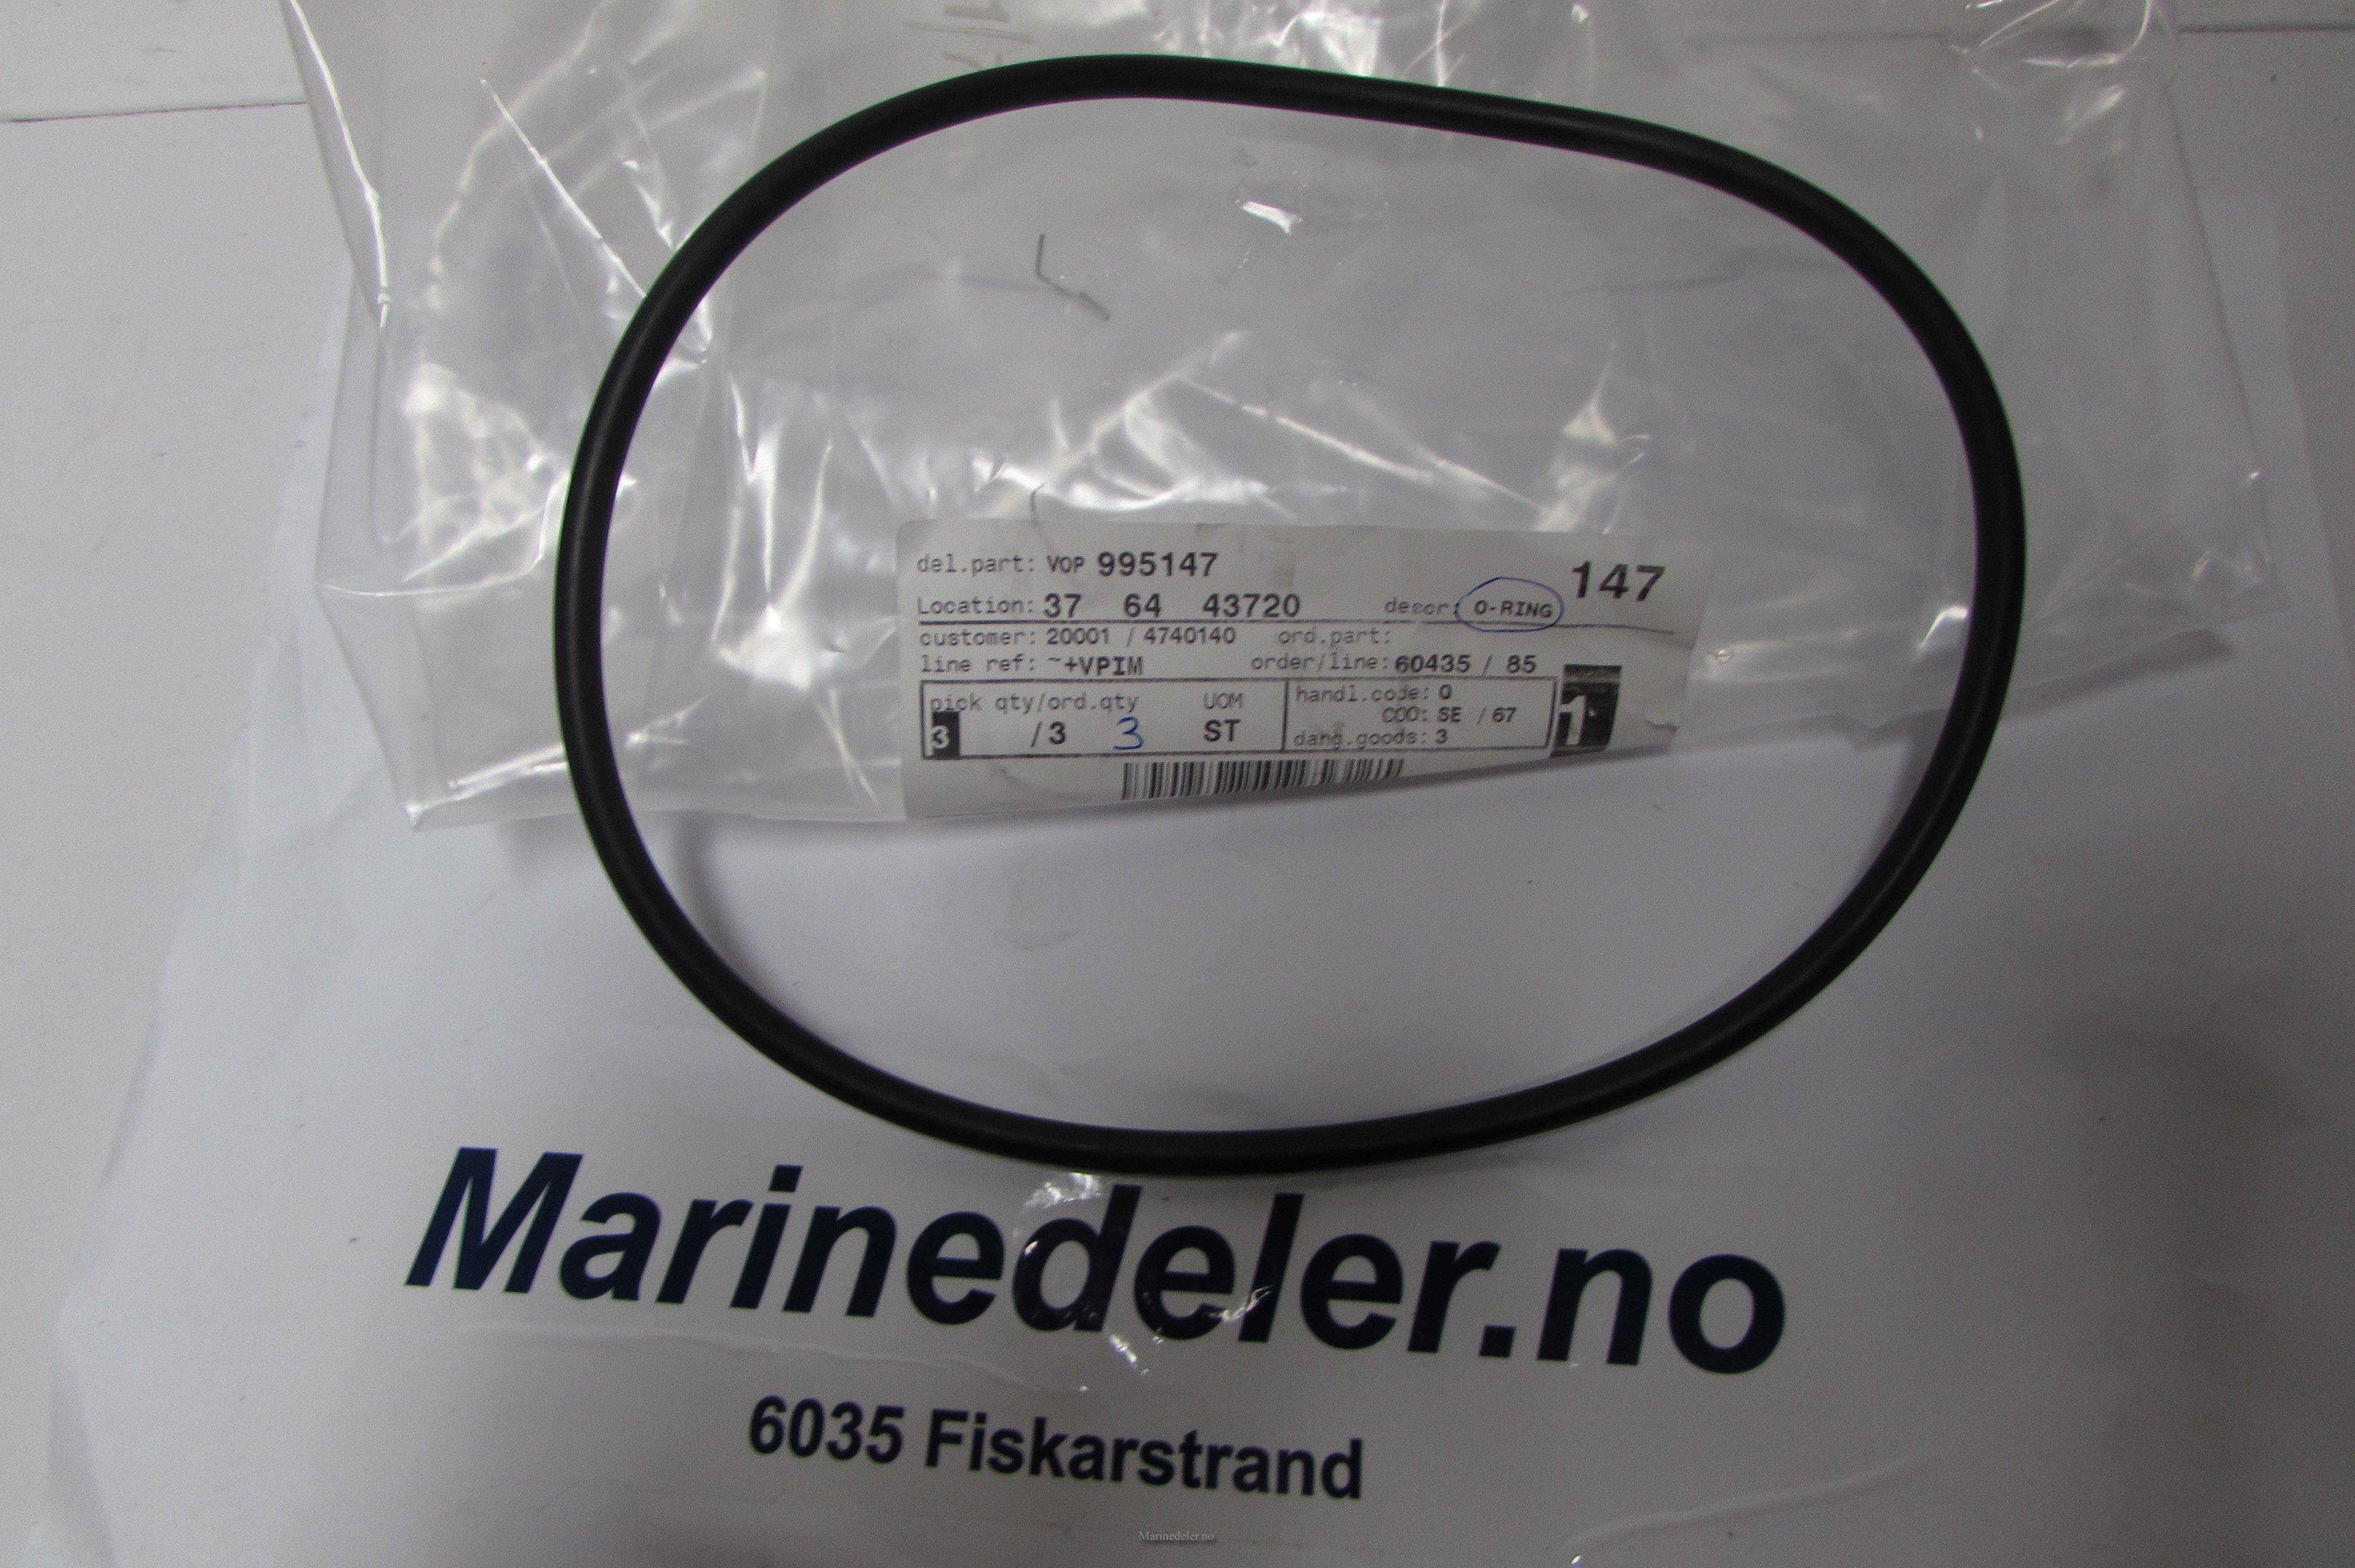 del.part: VOP 995147 147
Location: 37 64 43720 descr: O-RING
customer: 20001 / 4740140 ord.part:
line ref: ~+VPIM order/line: 60435 / 85
pick qty/ord.qty UOM handl.code: 0
3 /3 3 ST COO: SE / 67 1
dang.goods: 3
Marinedeler.no
6035 Fiskarstrand
Marinedeler.no